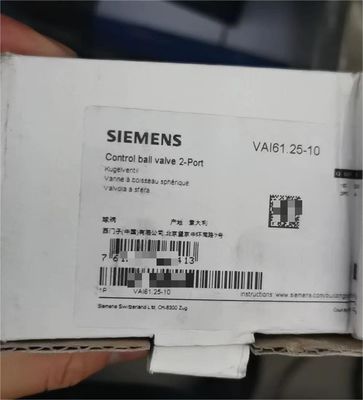 SIEMENS
VAI61.25-10
Control ball valve 2-Port
Kugelventil
Vanne à boisseau sphérique
Valvola a sfera
球阀 产地 意大利
西门子(中国)有限公司,北京望京中环南路7号
13
1P VAI61.25-10
Siemens Switzerland Ltd, CH-6300 Zug
Instructions: www.siemens.com/